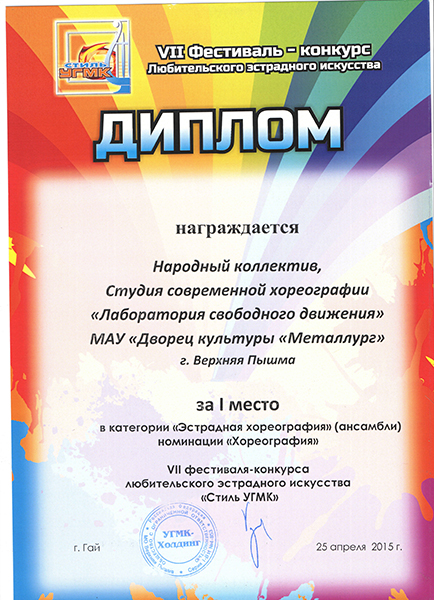 СТИЛЬ
УГМК
VII Фестиваль - конкурс
Любительского эстрадного искусства
ДИПЛОМ
награждается
Народный коллектив,
Студия современной хореографии
«Лаборатория свободного движения»
МАУ «Дворец культуры «Металлург»
г. Верхняя Пышма
за I место
в категории «Эстрадная хореография» (ансамбли)
номинации «Хореография»
VII фестиваля-конкурса
любительского эстрадного искусства
«Стиль УГМК»
УГМК-
Холдинг
г. Гай
25 апреля 2015 г.